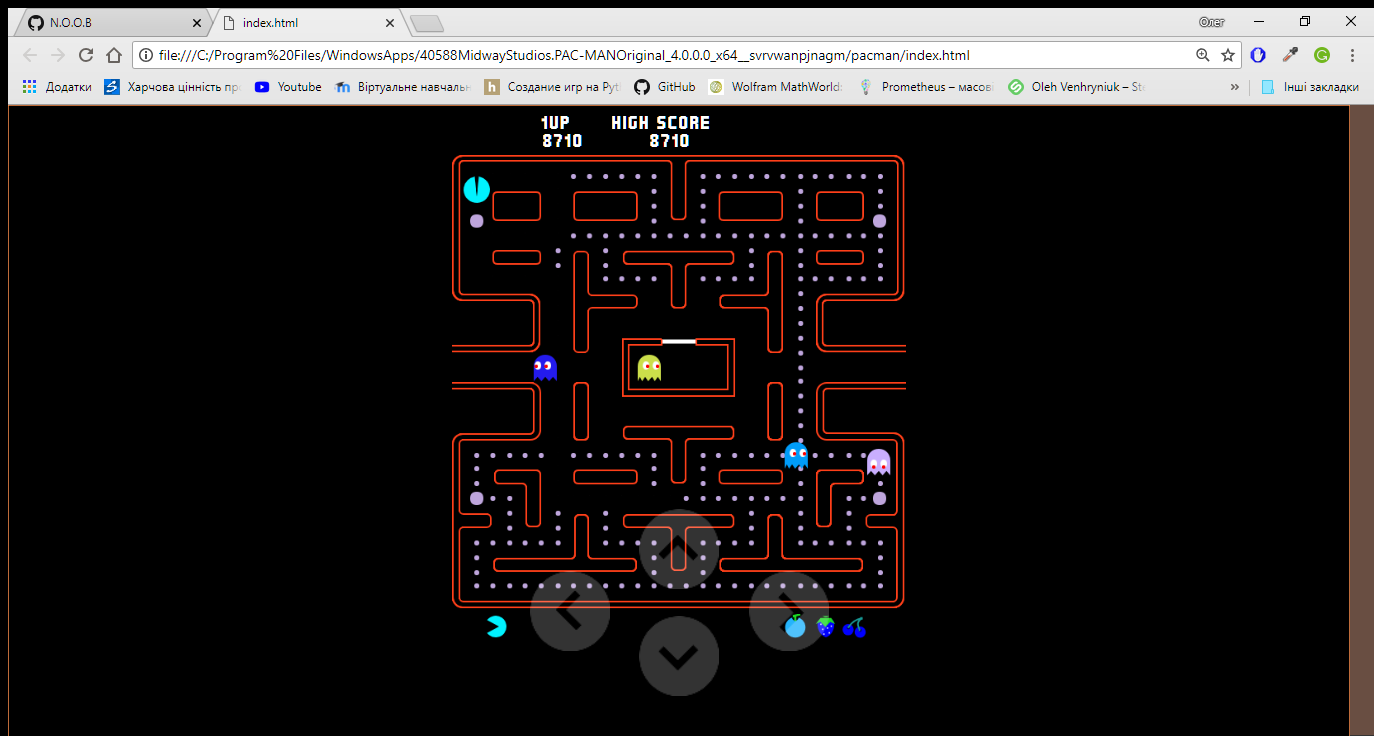 N.O.O.B
index.html
Олег
file:///C:/Program%20Files/WindowsApps/40588MidwayStudios.PAC-MANOriginal_4.0.0.0_x64__svrvwanpjnagm/pacman/index.html
Додатки
Харчова цінність пр
Youtube
Віртуальне навчальн
Создание игр на Pyt
GitHub
Wolfram MathWorld:
Prometheus – масові
Oleh Venhryniuk – St
Інші закладки
1UP HIGH SCORE
8710 8710